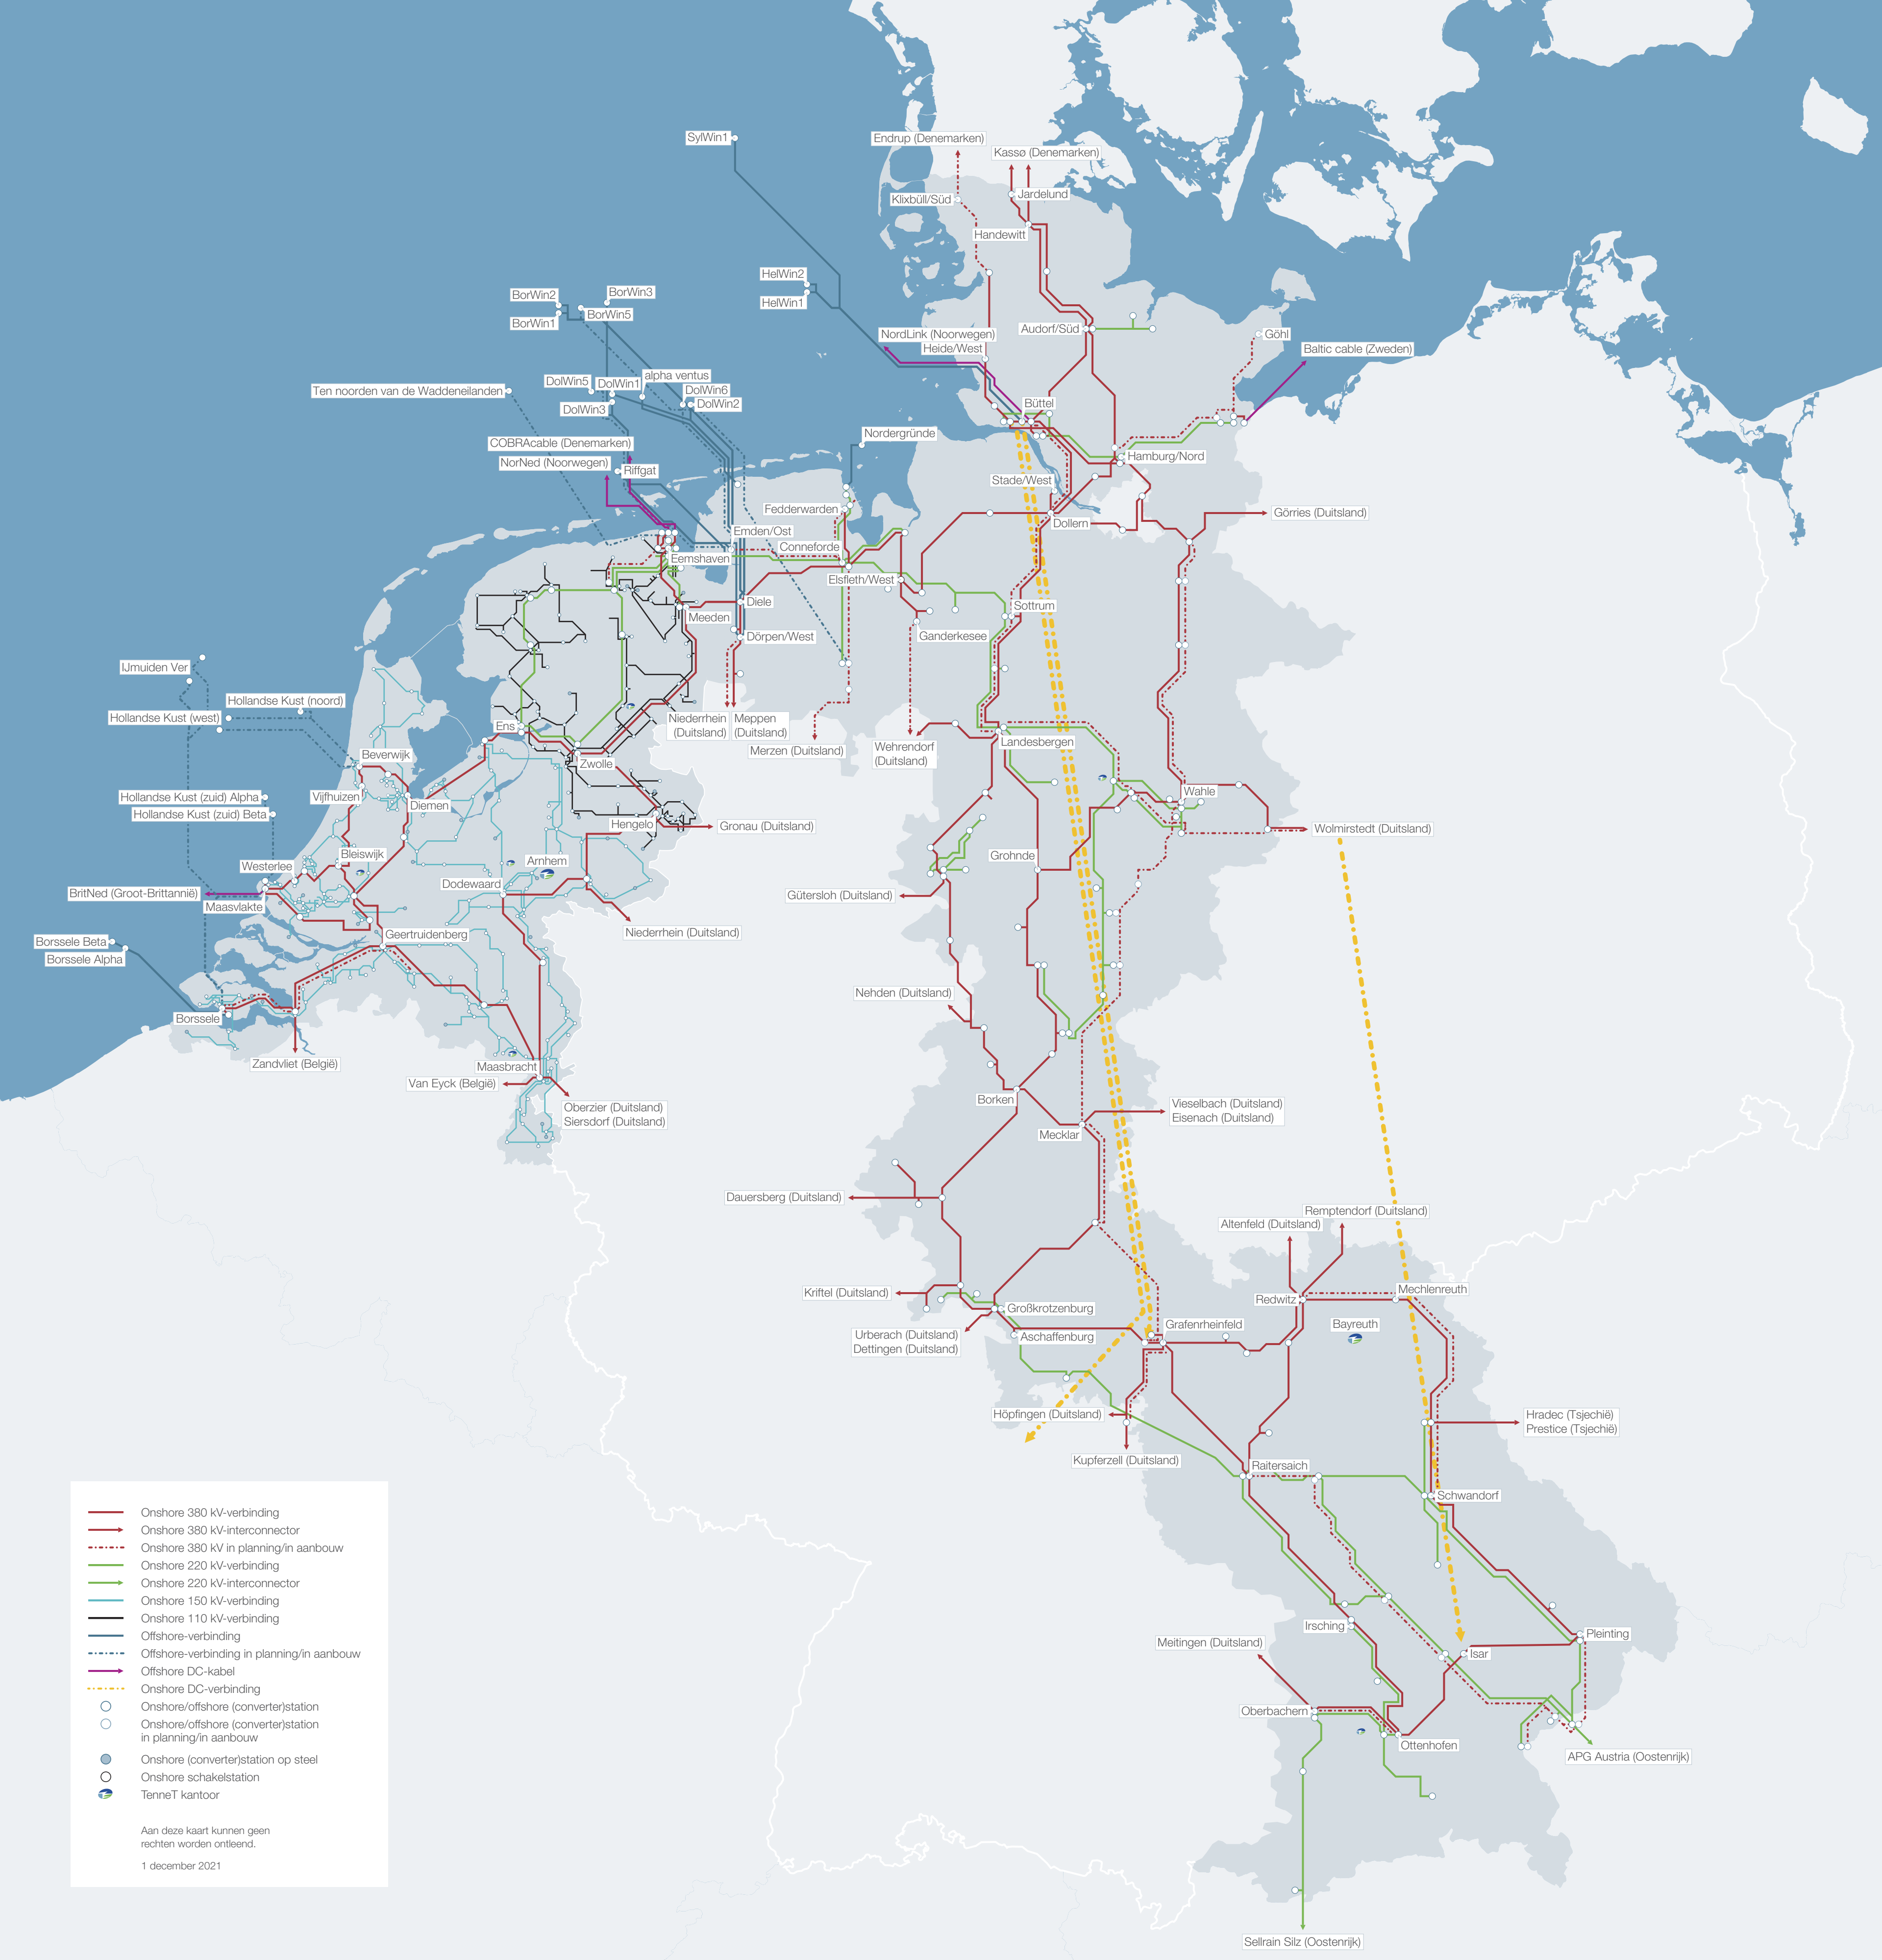 SylWin1
Endrup (Denemarken)
Kassø (Denemarken)
Klixbüll/Süd
Jardelund
Handewitt
HelWin2
HelWin1
BorWin2
BorWin3
BorWin1
BorWin5
NordLink (Noorwegen)
Heide/West
Audorf/Süd
Göhl
Baltic cable (Zweden)
Ten noorden van de Waddeneilanden
DolWin5
DolWin1
alpha ventus
DolWin6
DolWin3
DolWin2
Büttel
COBRAcable (Denemarken)
Nordergründe
NorNed (Noorwegen)
Riffgat
Hamburg/Nord
Stade/West
Fedderwarden
Dollern
Görries (Duitsland)
Emden/Ost
Conneforde
Eemshaven
Elsfleth/West
Diele
Meeden
Sottrum
Dörpen/West
Ganderkesee
IJmuiden Ver
Hollandse Kust (noord)
Hollandse Kust (west)
Ens
Niederrhein
(Duitsland)
Meppen
(Duitsland)
Merzen (Duitsland)
Wehrendorf
(Duitsland)
Landesbergen
Beverwijk
Zwolle
Vijfhuizen
Diemen
Wahle
Hollandse Kust (zuid) Alpha
Hollandse Kust (zuid) Beta
Hengelo
Gronau (Duitsland)
Wolmirstedt (Duitsland)
Bleiswijk
Westerlee
Arnhem
Dodewaard
Grohnde
BritNed (Groot-Brittannië)
Maasvlakte
Gütersloh (Duitsland)
Niederrhein (Duitsland)
Geertruidenberg
Borssele Beta
Borssele Alpha
Nehden (Duitsland)
Borssele
Zandvliet (België)
Maasbracht
Van Eyck (België)
Oberzier (Duitsland)
Siersdorf (Duitsland)
Borken
Vieselbach (Duitsland)
Eisenach (Duitsland)
Mecklar
Dauersberg (Duitsland)
Remptendorf (Duitsland)
Altenfeld (Duitsland)
Kriftel (Duitsland)
Mechlenreuth
Redwitz
Großkrotzenburg
Grafenrheinfeld
Bayreuth
Urberach (Duitsland)
Dettingen (Duitsland)
Aschaffenburg
Höpfingen (Duitsland)
Hradec (Tsjechië)
Prestice (Tsjechië)
Kupferzell (Duitsland)
Raitersaich
Schwandorf
Irsching
Pleinting
Meitingen (Duitsland)
Isar
Oberbachern
Ottenhofen
APG Austria (Oostenrijk)
Sellrain Silz (Oostenrijk)
Onshore 380 kV-verbinding
Onshore 380 kV-interconnector
Onshore 380 kV in planning/in aanbouw
Onshore 220 kV-verbinding
Onshore 220 kV-interconnector
Onshore 150 kV-verbinding
Onshore 110 kV-verbinding
Offshore-verbinding
Offshore-verbinding in planning/in aanbouw
Offshore DC-kabel
Onshore DC-verbinding
Onshore/offshore (converter)station
Onshore/offshore (converter)station
in planning/in aanbouw
Onshore (converter)station op steel
Onshore schakelstation
TenneT kantoor
Aan deze kaart kunnen geen
rechten worden ontleend.
1 december 2021